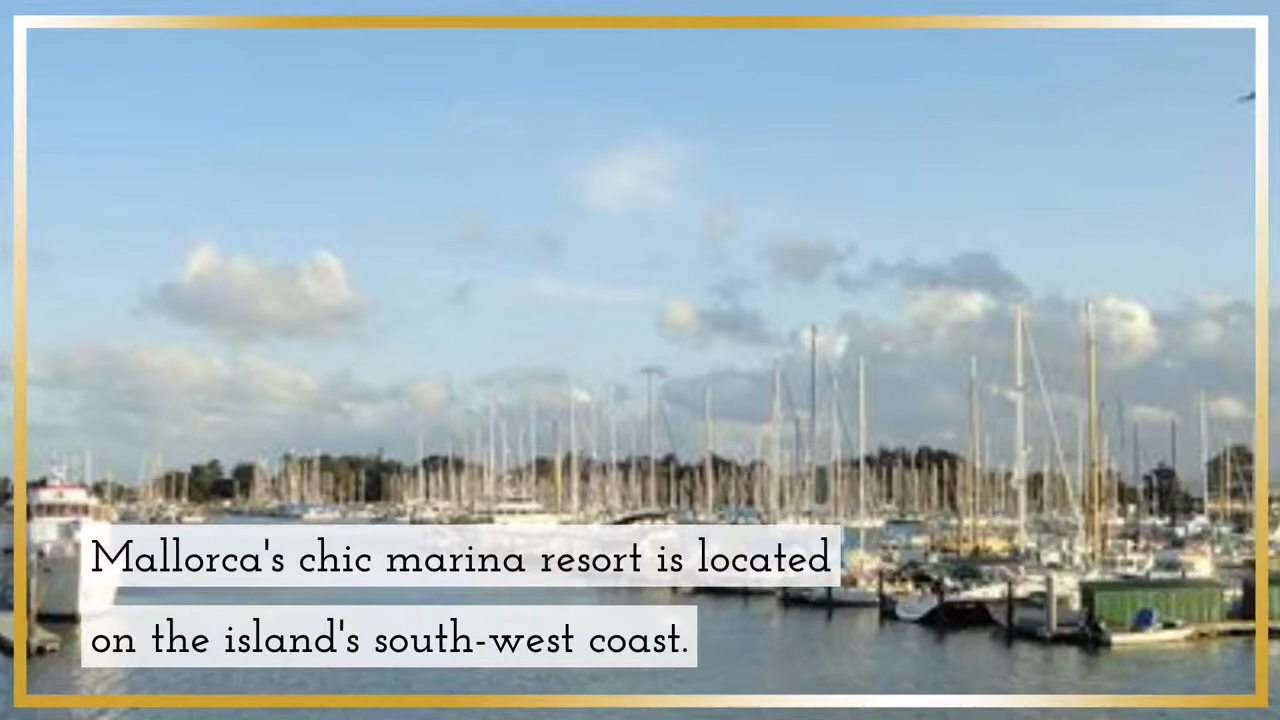 Mallorca's chic marina resort is located
on the island's south-west coast.